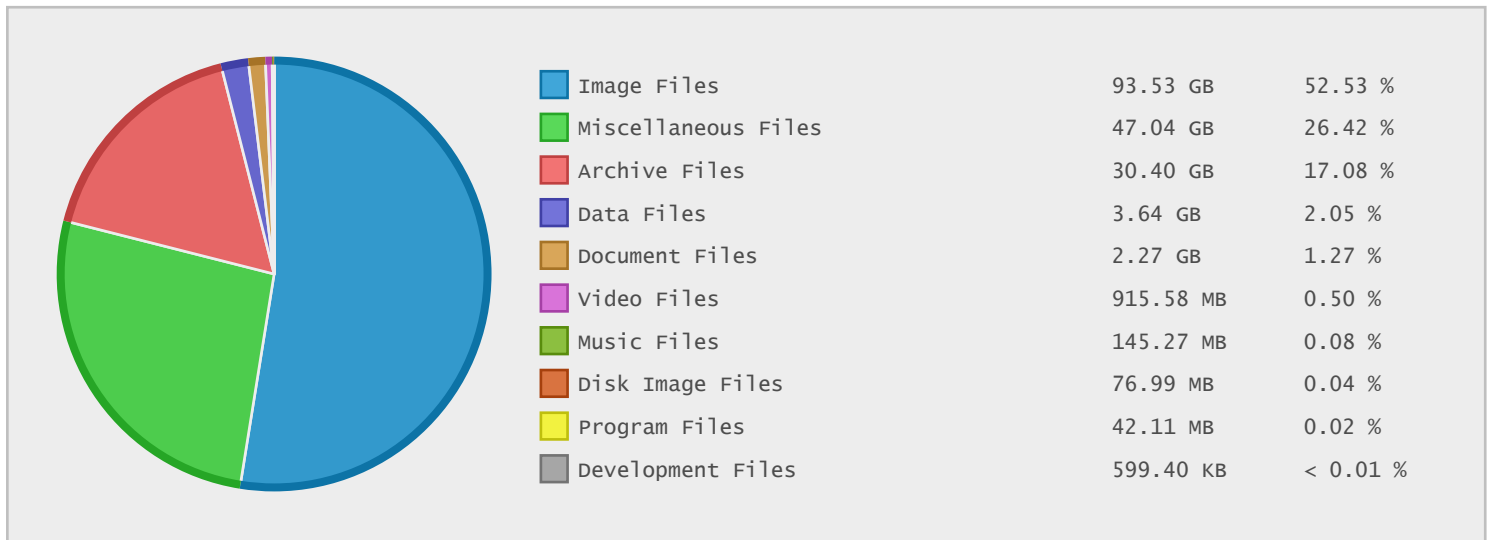 Image Files 93.53 GB 52.53 %
Miscellaneous Files 47.04 GB 26.42 %
Archive Files 30.40 GB 17.08 %
Data Files 3.64 GB 2.05 %
Document Files 2.27 GB 1.27 %
Video Files 915.58 MB 0.50 %
Music Files 145.27 MB 0.08 %
Disk Image Files 76.99 MB 0.04 %
Program Files 42.11 MB 0.02 %
Development Files 599.40 KB < 0.01 %